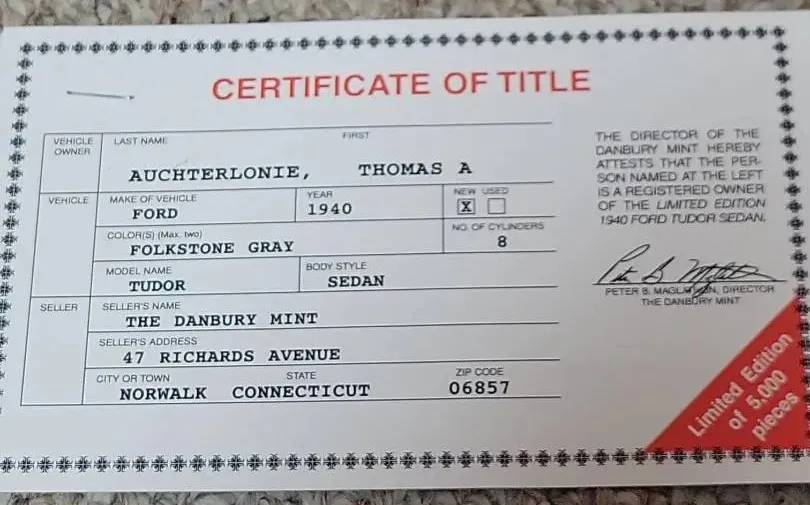 CERTIFICATE OF TITLE
VEHICLE OWNER
LAST NAME FIRST
AUCHTERLONIE, THOMAS A
VEHICLE
MAKE OF VEHICLE YEAR NEW USED
FORD 1940 X
COLOR(S) (Max. two) NO. OF CYLINDERS
FOLKSTONE GRAY 8
MODEL NAME BODY STYLE
TUDOR SEDAN
SELLER
SELLER'S NAME
THE DANBURY MINT
SELLER'S ADDRESS
47 RICHARDS AVENUE
CITY OR TOWN STATE ZIP CODE
NORWALK CONNECTICUT 06857
THE DIRECTOR OF THE
DANBURY MINT HEREBY
ATTESTS THAT THE PER-
SON NAMED AT THE LEFT
IS A REGISTERED OWNER
OF THE LIMITED EDITION
1940 FORD TUDOR SEDAN.
PETER B. MAGLATHLIN, DIRECTOR
THE DANBURY MINT
Limited Edition
of 5,000
pieces